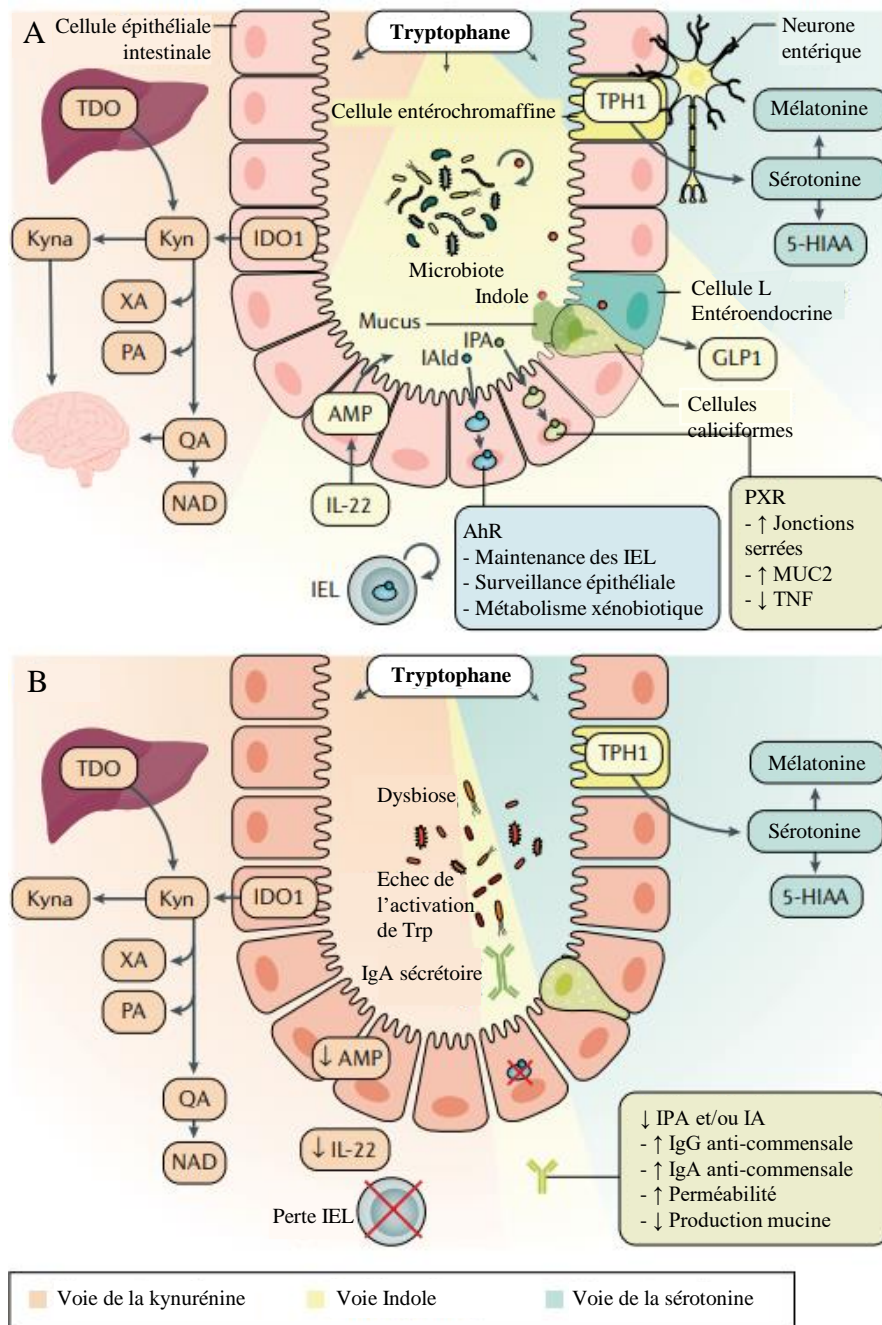 A
Cellule épithéliale
intestinale
Tryptophane
Neurone
entérique
TDO
Cellule entérochromaffine
TPH1
Mélatonine
Sérotonine
5-HIAA
Kyna
Kyn
IDO1
XA
PA
QA
NAD
Microbiote
Indole
Mucus
IPA
IAld
Cellule L
Entéroendocrine
GLP1
AMP
Cellules
caliciformes
IL-22
IEL
AhR
- Maintenance des IEL
- Surveillance épithéliale
- Métabolisme xénobiotique
PXR
- ↑ Jonctions
serrées
- ↑ MUC2
- ↓ TNF
B
Tryptophane
TDO
TPH1
Mélatonine
Sérotonine
5-HIAA
Dysbiose
Kyna
Kyn
IDO1
Echec de
l’activation
de Trp
XA
PA
IgA sécrétoire
↓ AMP
QA
NAD
↓ IL-22
Perte IEL
↓ IPA et/ou IA
- ↑ IgG anti-commensale
- ↑ IgA anti-commensale
- ↑ Perméabilité
- ↓ Production mucine
Voie de la kynurénine
Voie Indole
Voie de la sérotonine